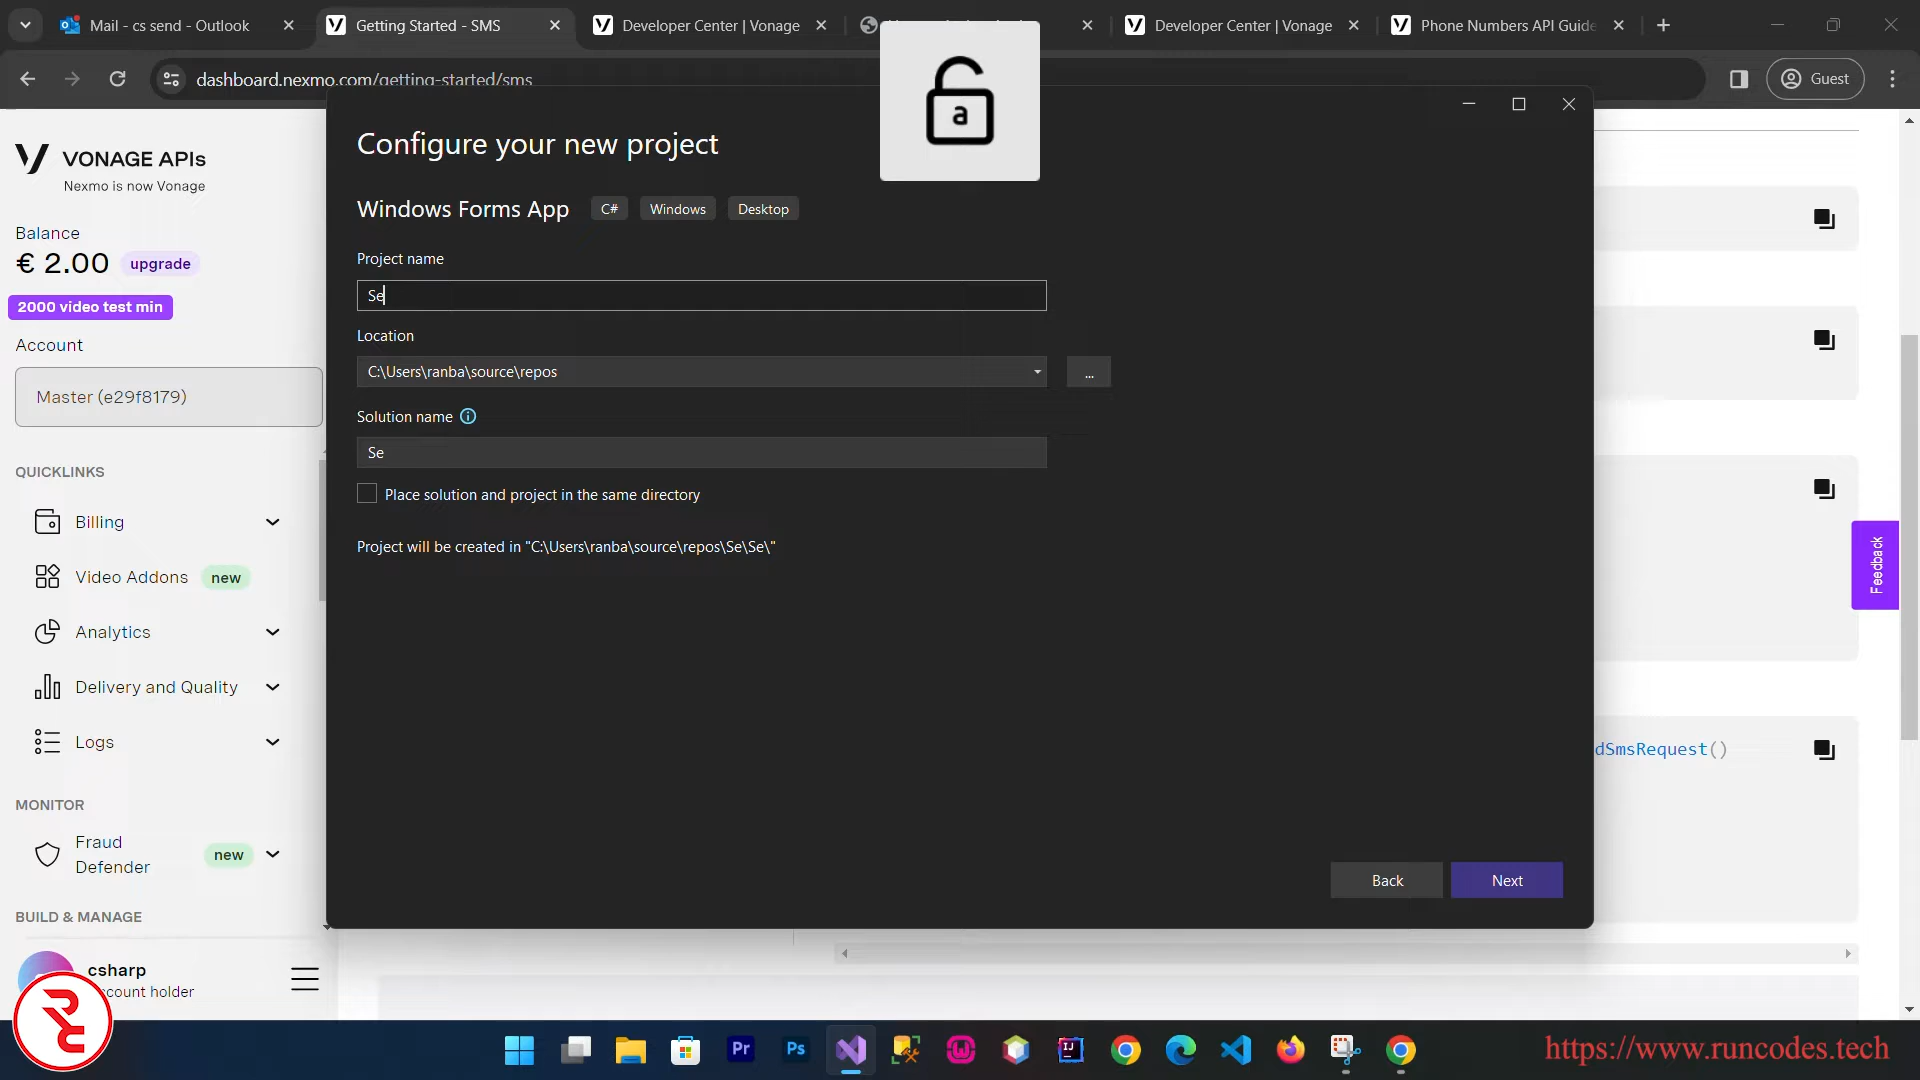 Mail - cs send - Outlook
Getting Started - SMS
Developer Center | Vonage
Developer Center | Vonage
Phone Numbers API Guide
dashboard.nexmo.com/getting-started/sms
Guest
a
VONAGE APIs
Nexmo is now Vonage
Balance
€ 2.00 upgrade
2000 video test min
Account
Master (e29f8179)
QUICKLINKS
Billing
Video Addons new
Analytics
Delivery and Quality
Logs
MONITOR
Fraud
Defender new
BUILD & MANAGE
csharp
count holder
Configure your new project
Windows Forms App C# Windows Desktop
Project name
Se
Location
C:\Users\ranba\source\repos
...
Solution name
Se
Place solution and project in the same directory
Project will be created in "C:\Users\ranba\source\repos\Se\Se\"
Back
Next
dSmsRequest()
Feedback
RC
Pr
Ps
IJ
https://www.runcodes.tech